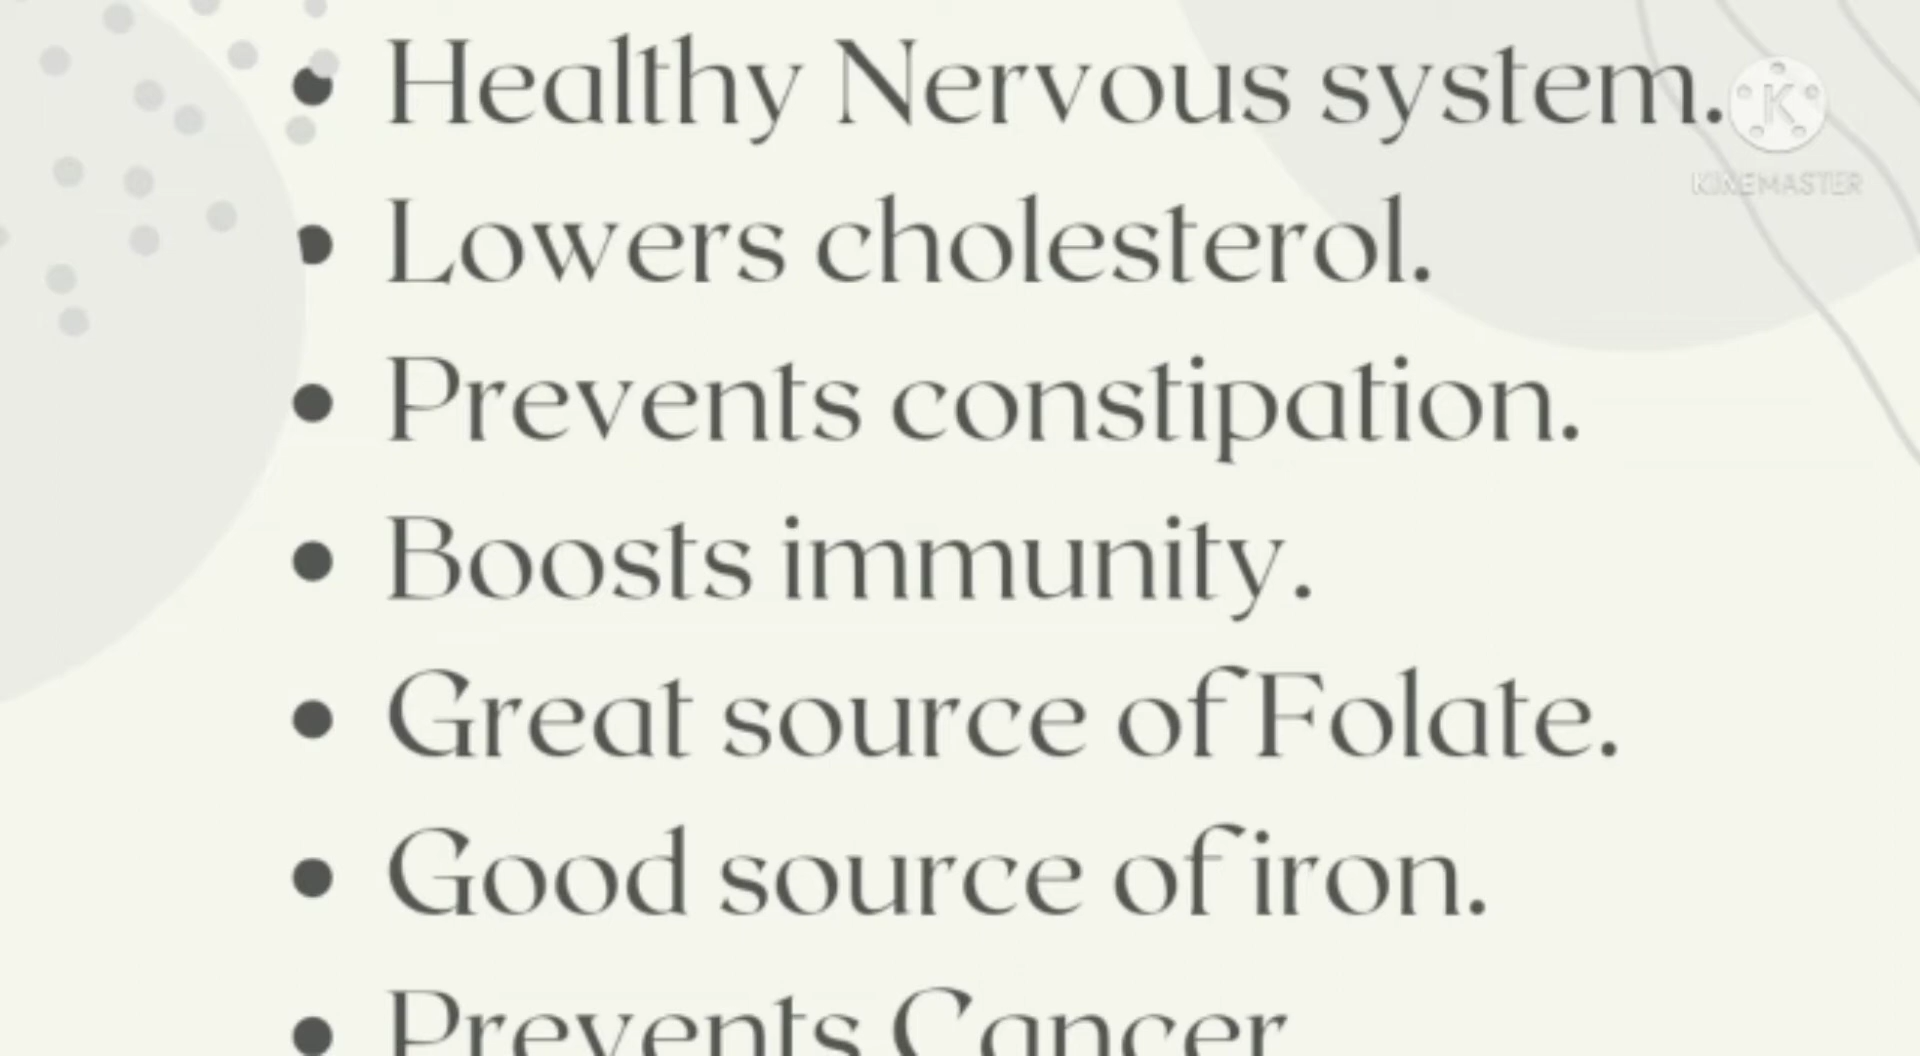 • Healthy Nervous system.
K
KINEMASTER
• Lowers cholesterol.
• Prevents constipation.
• Boosts immunity.
• Great source of Folate.
• Good source of iron.
• Prevents Cancer